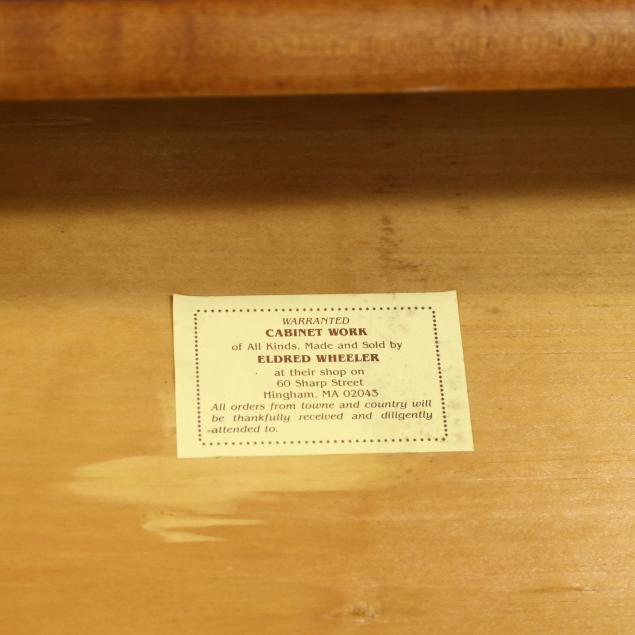 WARRANTED
CABINET WORK
of All Kinds, Made and Sold by
ELDRED WHEELER
at their shop on
60 Sharp Street
Hingham, MA 02043
All orders from towne and country will
be thankfully received and diligently
attended to.